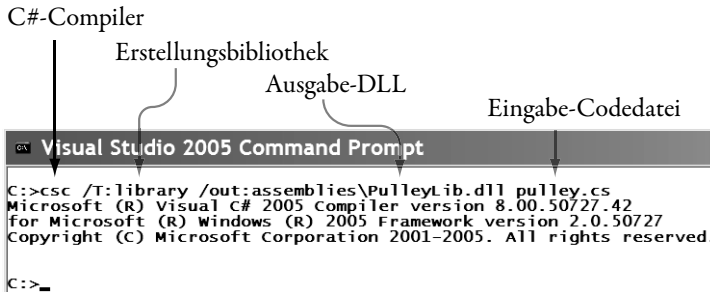 C#-Compiler
Erstellungsbibliothek
Ausgabe-DLL
Eingabe-Codedatei
Visual Studio 2005 Command Prompt
C:>csc /T:library /out:assemblies\PulleyLib.dll pulley.cs
Microsoft (R) Visual C# 2005 Compiler version 8.00.50727.42
for Microsoft (R) Windows (R) 2005 Framework version 2.0.50727
Copyright (C) Microsoft Corporation 2001-2005. All rights reserved.
C:>_